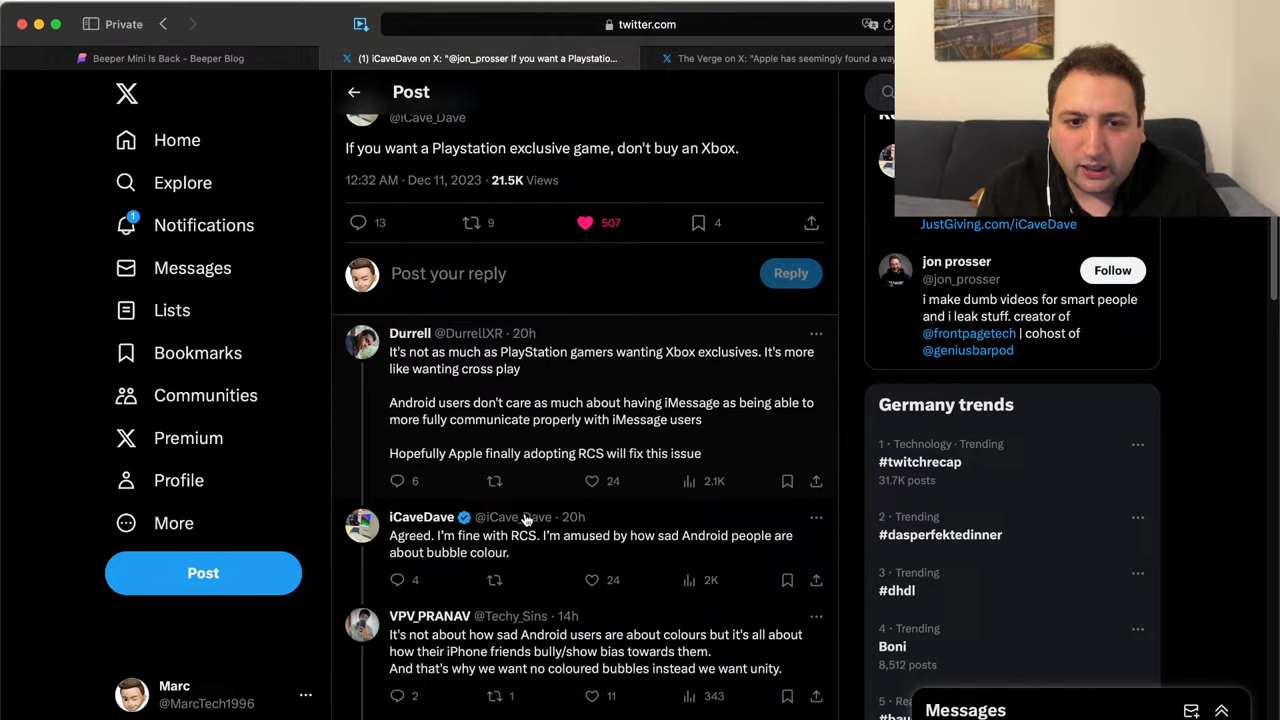 Private
twitter.com
Beeper Mini Is Back - Beeper Blog
(1) iCaveDave on X: "@jon_prosser If you want a Playstatio...
The Verge on X: "Apple has seemingly found a wa
Home
Explore
1
Notifications
Messages
Lists
Bookmarks
Communities
Premium
Profile
More
Post
Marc
@MarcTech1996
Post
@iCave_Dave
If you want a Playstation exclusive game, don't buy an Xbox.
12:32 AM · Dec 11, 2023 · 21.5K Views
13
9
507
4
Post your reply
Reply
Durrell @DurrellXR · 20h
It's not as much as PlayStation gamers wanting Xbox exclusives. It's more
like wanting cross play
Android users don't care as much about having iMessage as being able to
more fully communicate properly with iMessage users
Hopefully Apple finally adopting RCS will fix this issue
6
24
2.1K
iCaveDave @iCave_Dave · 20h
Agreed. I'm fine with RCS. I'm amused by how sad Android people are
about bubble colour.
4
24
2K
VPV_PRANAV @Techy_Sins · 14h
It's not about how sad Android users are about colours but it's all about
how their iPhone friends bully/show bias towards them.
And that's why we want no coloured bubbles instead we want unity.
2
1
11
343
JustGiving.com/iCaveDave
jon prosser
@jon_prosser
Follow
i make dumb videos for smart people
and i leak stuff. creator of
@frontpagetech | cohost of
@geniusbarpod
Germany trends
1 · Technology · Trending
#twitchrecap
31.7K posts
2 · Trending
#dasperfektedinner
3 · Trending
#dhdl
4 · Trending
Boni
8,512 posts
Messages